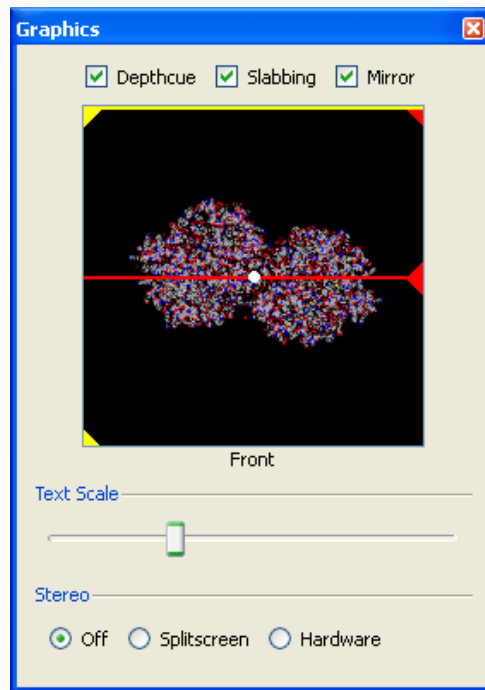 Graphics
Depthcue Slabbing Mirror
Front
Text Scale
Stereo
Off Splitscreen Hardware